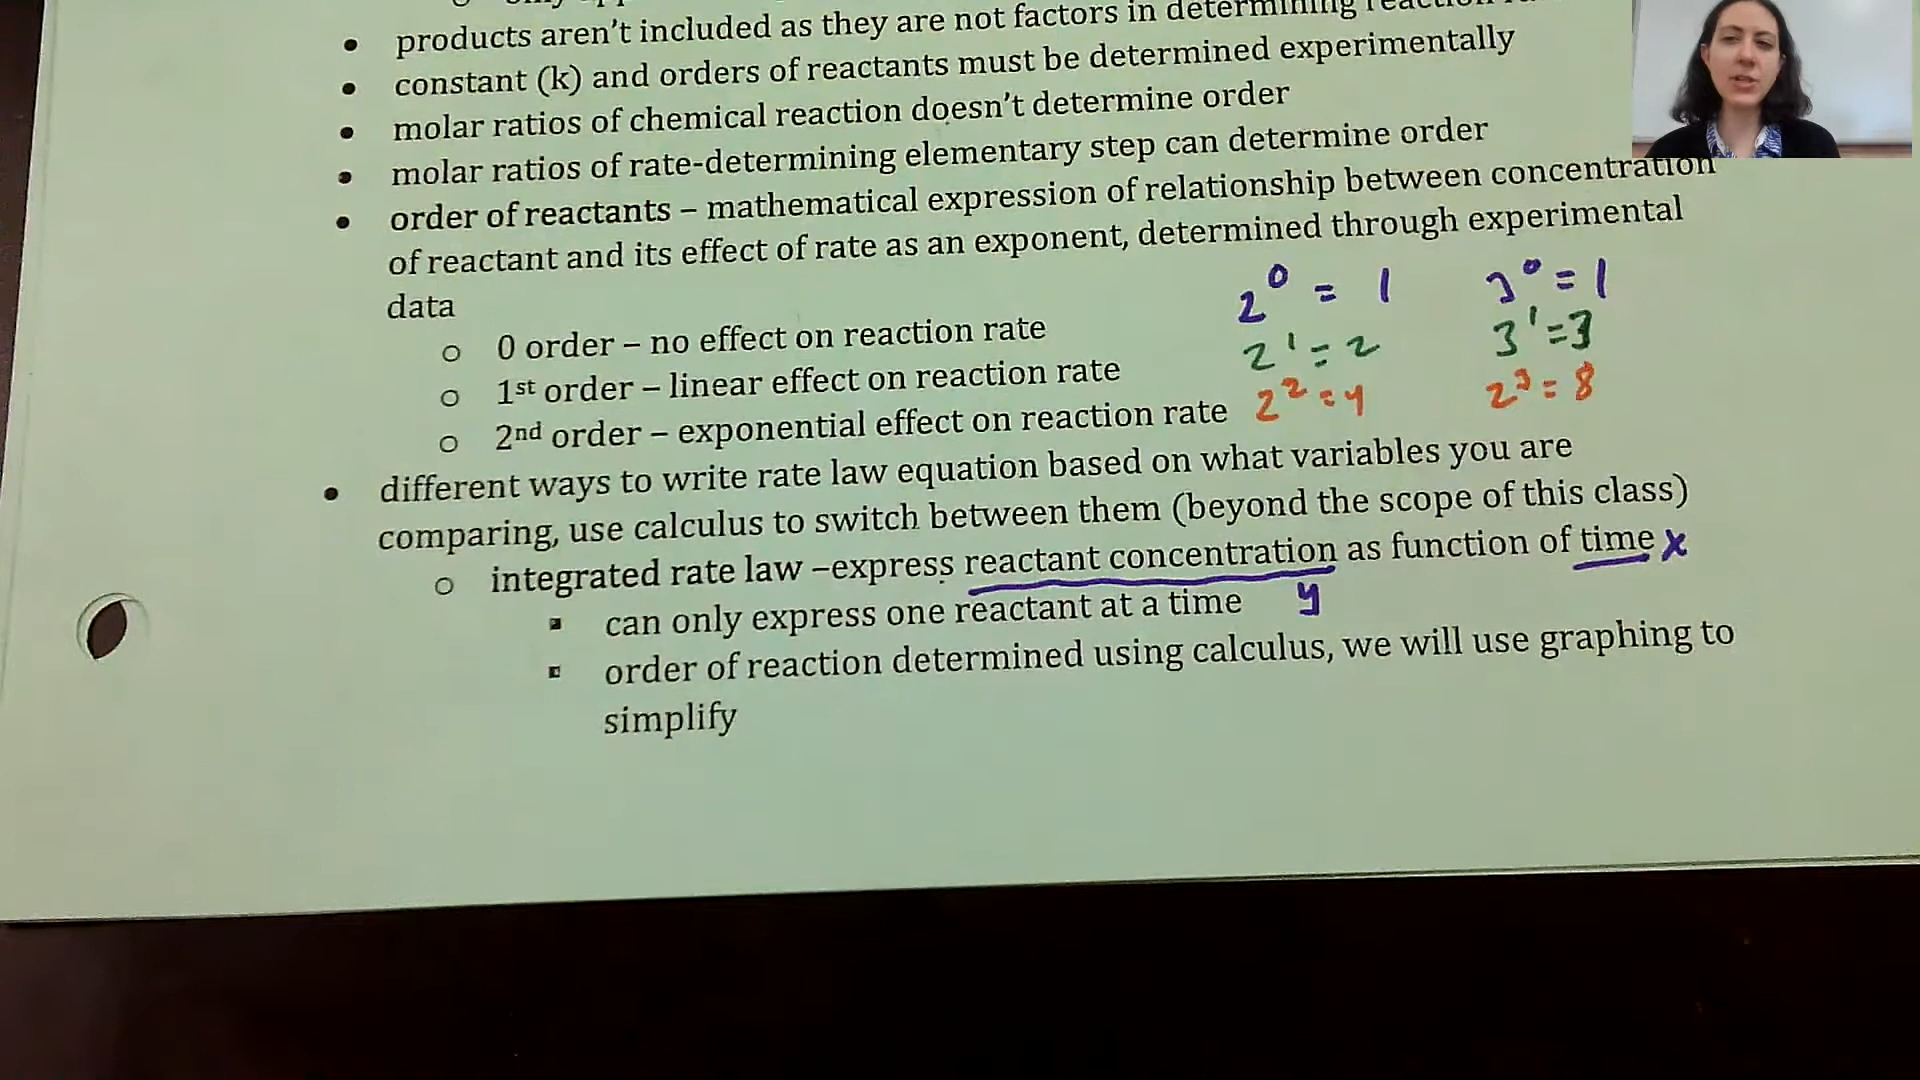 products aren't included as they are not factors in determining reaction
• constant (k) and orders of reactants must be determined experimentally
• molar ratios of chemical reaction doesn't determine order
• molar ratios of rate-determining elementary step can determine order
• order of reactants – mathematical expression of relationship between concentration
of reactant and its effect of rate as an exponent, determined through experimental
data
2⁰ = 1 3⁰ = 1
o 0 order – no effect on reaction rate
2¹ = 2 3¹ = 3
o 1st order – linear effect on reaction rate
o 2nd order – exponential effect on reaction rate 2² = 4 2³ = 8
• different ways to write rate law equation based on what variables you are
comparing, use calculus to switch between them (beyond the scope of this class)
o integrated rate law –express reactant concentration as function of time x
▪ can only express one reactant at a time y
▪ order of reaction determined using calculus, we will use graphing to
simplify